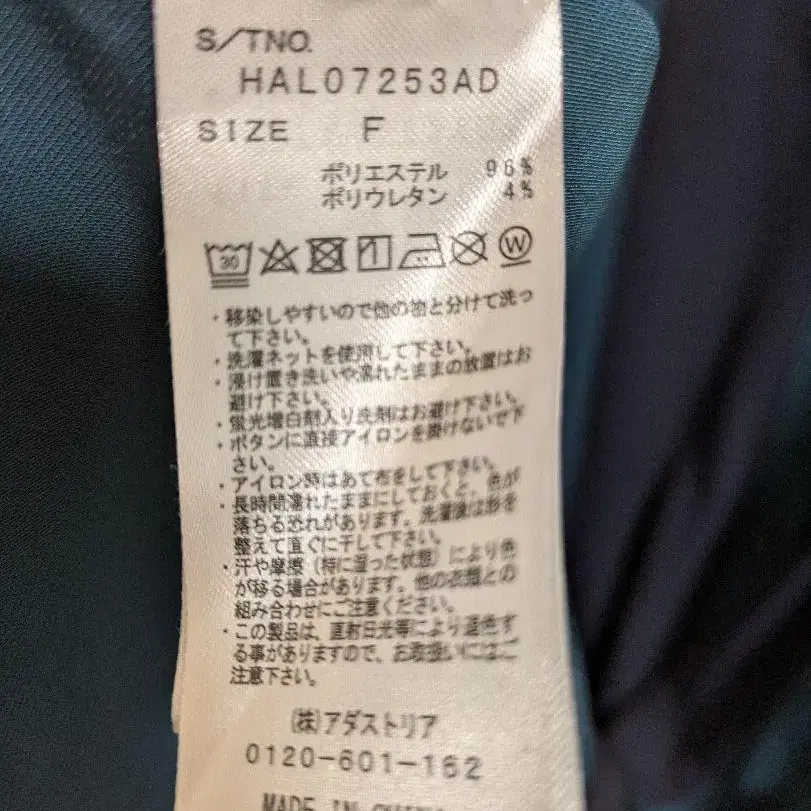 S/TNO.
HAL07253AD
SIZE F
ポリエステル 96%
ポリウレタン 4%
30 W
・移染しやすいので他の物と分けて洗っ
て下さい。
・洗濯ネットを使用して下さい。
・浸け置き洗いや濡れたままの放置はお
避け下さい。
・蛍光増白剤入り洗剤はお避け下さい。
・ボタンに直接アイロンを掛けないで下
さい。
・アイロン時はあて布をして下さい。
・長時間濡れたままにしておくと、色が
落ちる恐れがあります。洗濯後は形を
整えて直ぐに干して下さい。
・汗や摩擦（特に湿った状態）により色
が移る場合があります。他の衣類との
組み合わせにご注意ください。
・この製品は、直射日光等により退色す
る事がありますので、お取扱いにはご
注意下さい。
(株)アダストリア
0120-601-162
MADE IN